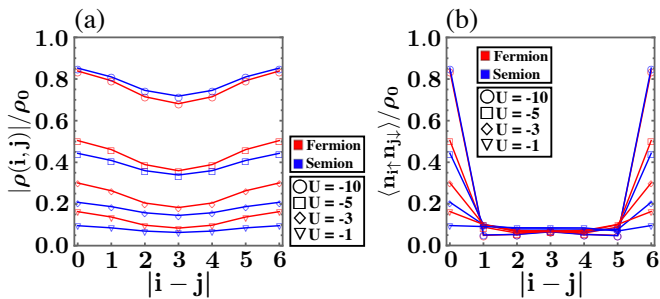 (a)
|ρ(i,j)|/ρ0
1.0
0.8
0.6
0.4
0.2
0.0
0 1 2 3 4 5 6
|i − j|
Fermion
Semion
U = -10
U = -5
U = -3
U = -1
(b)
⟨ni↑ nj↓⟩/ρ0
1.0
0.8
0.6
0.4
0.2
0.0
0 1 2 3 4 5 6
|i − j|
Fermion
Semion
U = -10
U = -5
U = -3
U = -1